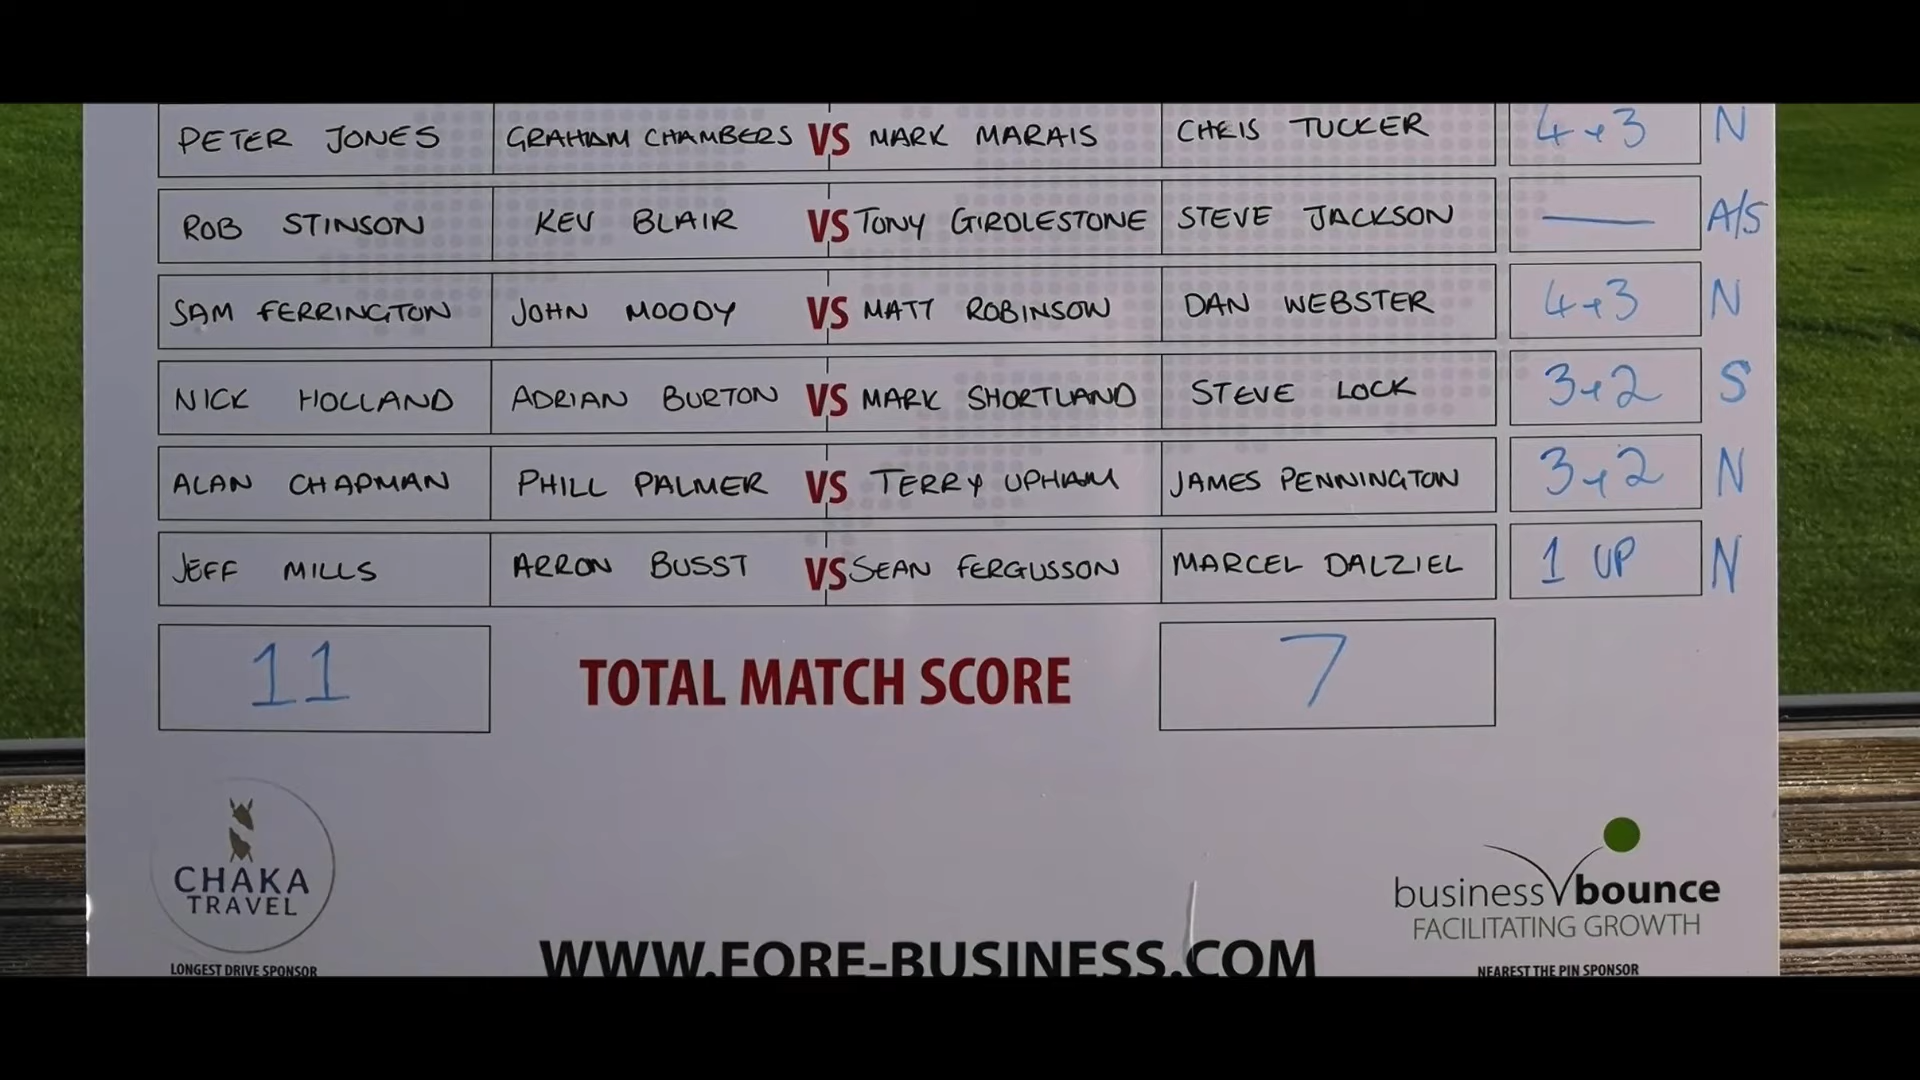 PETER JONES GRAHAM CHAMBERS VS MARK MARAIS CHRIS TUCKER 4+3 N
ROB STINSON KEV BLAIR VS TONY GIRDLESTONE STEVE JACKSON — A/S
SAM FERRINGTON JOHN MOODY VS MATT ROBINSON DAN WEBSTER 4+3 N
NICK HOLLAND ADRIAN BURTON VS MARK SHORTLAND STEVE LOCK 3+2 S
ALAN CHAPMAN PHILL PALMER VS TERRY UPHAM JAMES PENNINGTON 3+2 N
JEFF MILLS ARRON BUSST VS SEAN FERGUSSON MARCEL DALZIEL 1 UP N
11 TOTAL MATCH SCORE 7
CHAKA
TRAVEL
LONGEST DRIVE SPONSOR
WWW.FORE-BUSINESS.COM
business bounce
FACILITATING GROWTH
NEAREST THE PIN SPONSOR